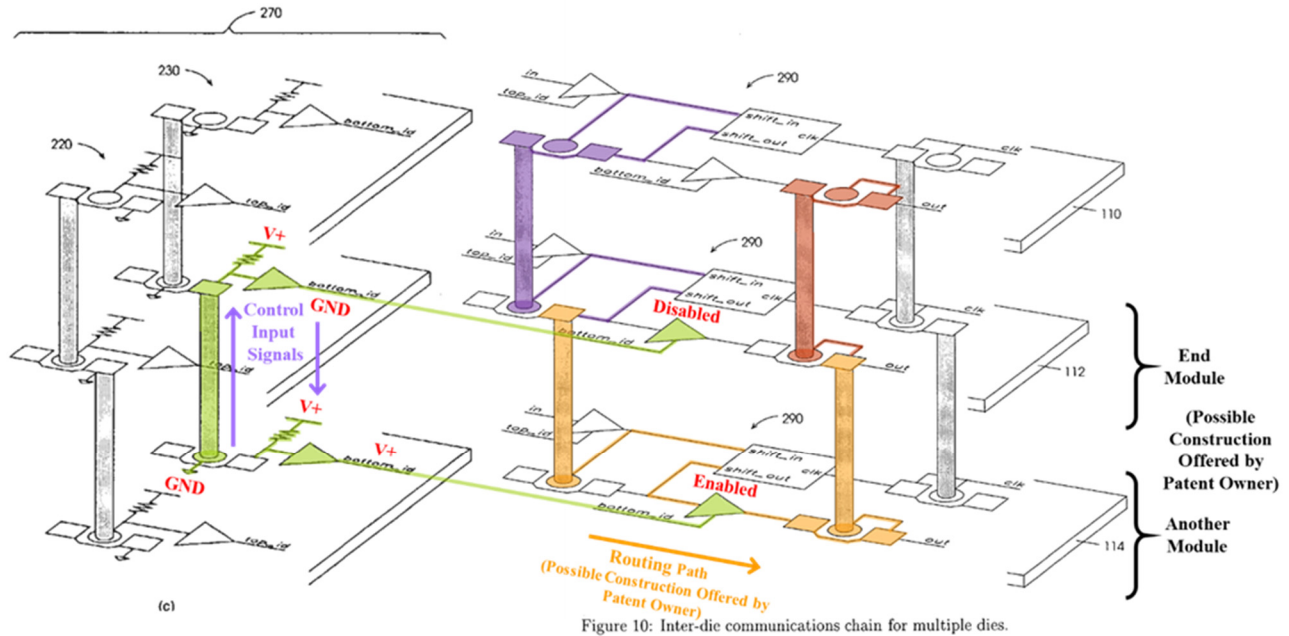 270
230
bottom_id
220
top_id
V+
bottom_id
GND
Control
Input
Signals
top_id
V+
V+
bottom_id
GND
top_id
(c)
in
top_id
290
shift_in
shift_out
clk
clk
bottom_id
out
110
in
top_id
290
shift_in
shift_out
clk
clk
Disabled
bottom_id
out
112
in
top_id
290
shift_in
shift_out
clk
clk
Enabled
bottom_id
out
114
Routing Path
(Possible Construction Offered by
Patent Owner)
End
Module
(Possible
Construction
Offered by
Patent Owner)
Another
Module
Figure 10: Inter-die communications chain for multiple dies.